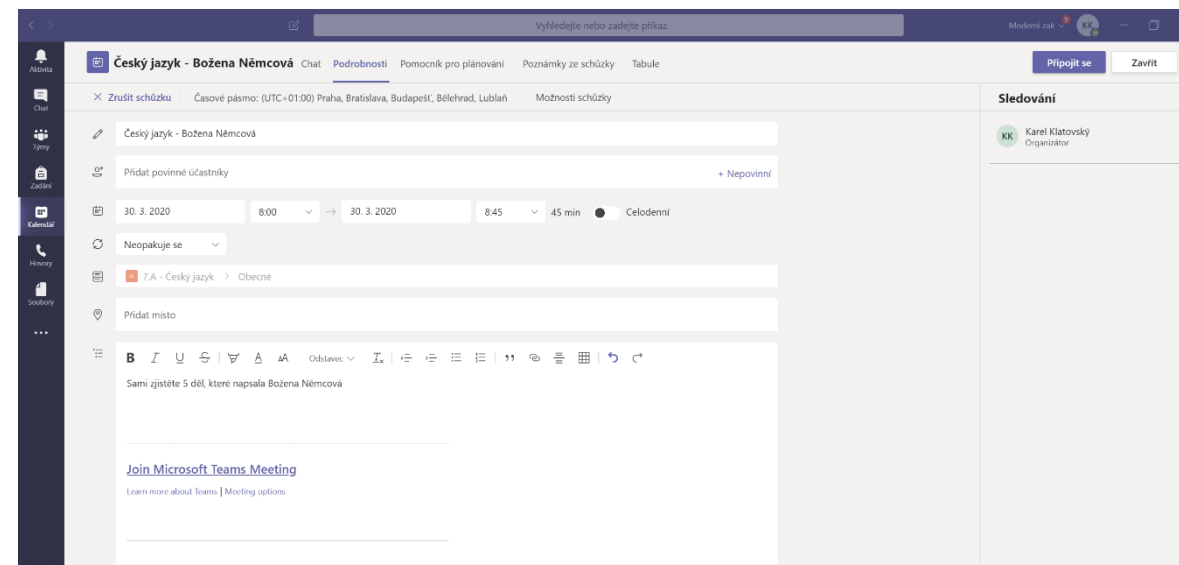 Vyhledejte nebo zadejte příkaz.
Moderni zak
KK
Aktivita
Chat
Týmy
Zadání
Kalendář
Hovory
Soubory
Český jazyk - Božena Němcová Chat Podrobnosti Pomocník pro plánování Poznámky ze schůzky Tabule
Připojit se Zavřít
Zrušit schůzku Časové pásmo: (UTC+01:00) Praha, Bratislava, Budapešť, Bělehrad, Lublaň Možnosti schůzky
Český jazyk - Božena Němcová
Přidat povinné účastníky + Nepovinní
30. 3. 2020 8:00 → 30. 3. 2020 8:45 45 min Celodenní
Neopakuje se
7.A - Český jazyk > Obecné
Přidat místo
B I U S A AA Odstavec
Sami zjistěte 5 děl, které napsala Božena Němcová
Join Microsoft Teams Meeting
Learn more about Teams | Meeting options
Sledování
KK Karel Klatovský
Organizátor